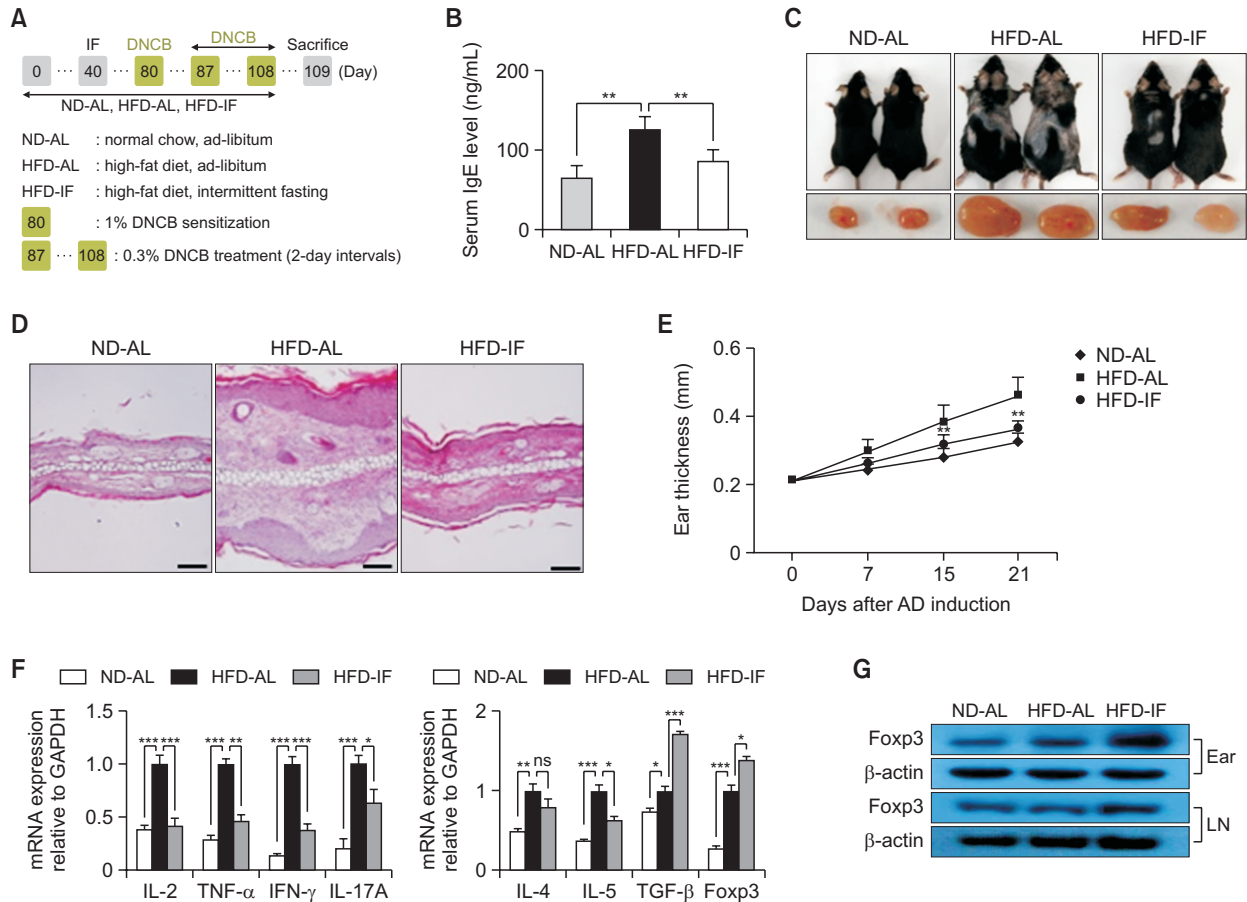 A
IF DNCB DNCB Sacrifice
0 ··· 40 ··· 80 ··· 87 ··· 108 ··· 109 (Day)
ND-AL, HFD-AL, HFD-IF
ND-AL : normal chow, ad-libitum
HFD-AL : high-fat diet, ad-libitum
HFD-IF : high-fat diet, intermittent fasting
80 : 1% DNCB sensitization
87 ··· 108 : 0.3% DNCB treatment (2-day intervals)
B
Serum IgE level (ng/mL)
200
100
0
** **
ND-AL HFD-AL HFD-IF
C
ND-AL HFD-AL HFD-IF
D
ND-AL HFD-AL HFD-IF
E
Ear thickness (mm)
0.6
0.4
0.2
0
** **
0 7 15 21
Days after AD induction
ND-AL
HFD-AL
HFD-IF
F
ND-AL HFD-AL HFD-IF
mRNA expression
relative to GAPDH
1.5
1.0
0.5
0
*** *** *** ** *** *** *** *
IL-2 TNF-α IFN-γ IL-17A
ND-AL HFD-AL HFD-IF
mRNA expression
relative to GAPDH
2
1
0
** ns *** * * *** *** *
IL-4 IL-5 TGF-β Foxp3
G
ND-AL HFD-AL HFD-IF
Foxp3
β-actin
Ear
Foxp3
β-actin
LN